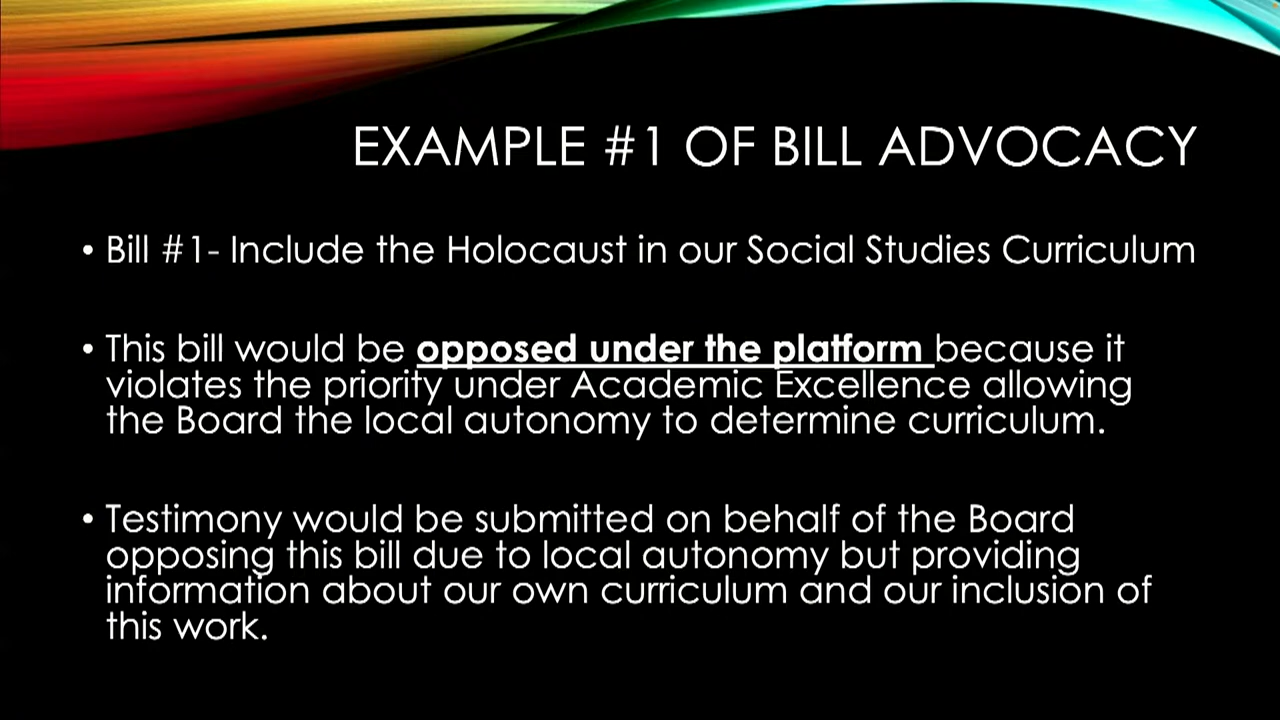 EXAMPLE #1 OF BILL ADVOCACY
• Bill #1- Include the Holocaust in our Social Studies Curriculum
• This bill would be opposed under the platform because it
violates the priority under Academic Excellence allowing
the Board the local autonomy to determine curriculum.
• Testimony would be submitted on behalf of the Board
opposing this bill due to local autonomy but providing
information about our own curriculum and our inclusion of
this work.